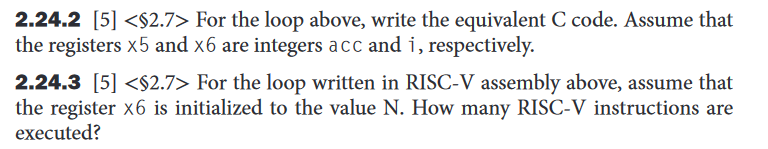 2.24.2 [5] <§2.7> For the loop above, write the equivalent C code. Assume that
the registers x5 and x6 are integers acc and i, respectively.
2.24.3 [5] <§2.7> For the loop written in RISC-V assembly above, assume that
the register x6 is initialized to the value N. How many RISC-V instructions are
executed?